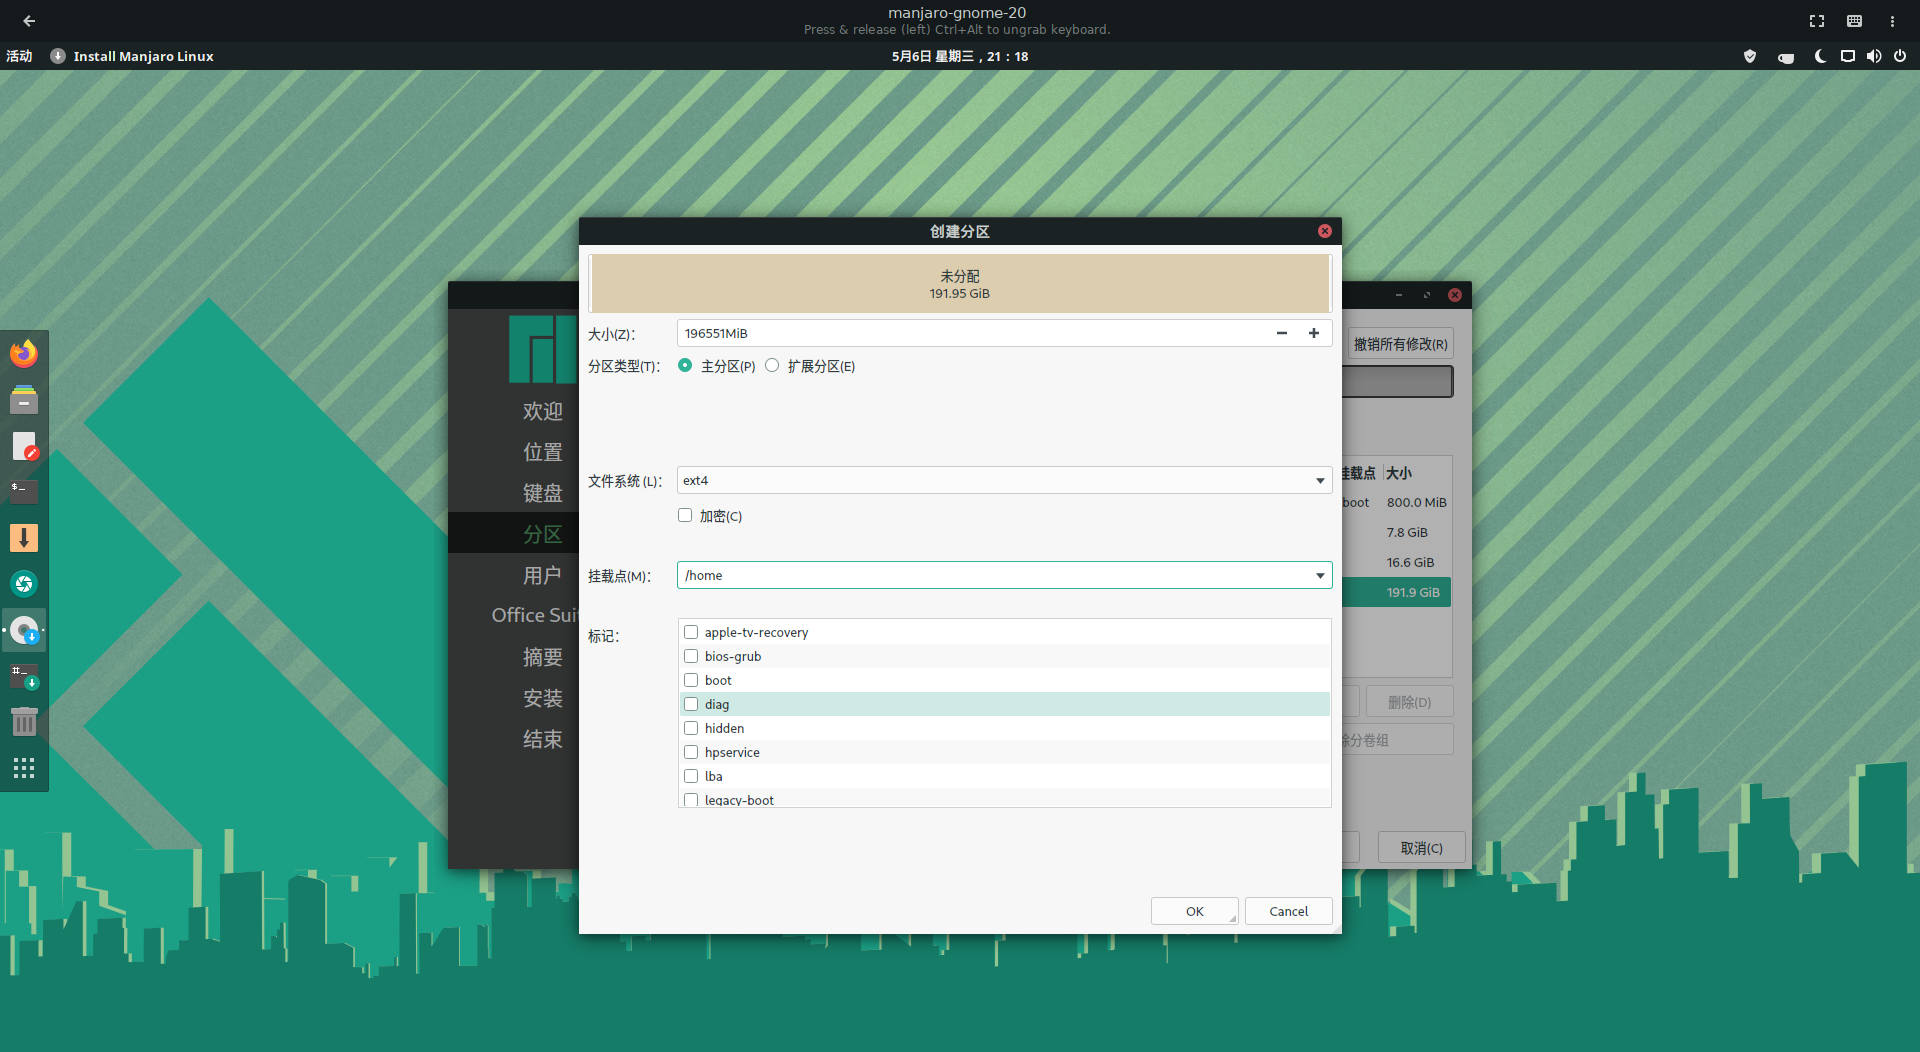 manjaro-gnome-20
Press & release (left) Ctrl+Alt to ungrab keyboard.
活动
Install Manjaro Linux
5月6日 星期三，21：18
创建分区
未分配
191.95 GiB
大小(Z)：
196551MiB
分区类型(T)：
主分区(P)
扩展分区(E)
文件系统 (L)：
ext4
加密(C)
挂载点(M)：
/home
标记：
apple-tv-recovery
bios-grub
boot
diag
hidden
hpservice
lba
legacy-boot
OK
Cancel
欢迎
位置
键盘
分区
用户
Office Sui
摘要
安装
结束
撤销所有修改(R)
挂载点
大小
boot
800.0 MiB
7.8 GiB
16.6 GiB
191.9 GiB
删除(D)
除分卷组
取消(C)